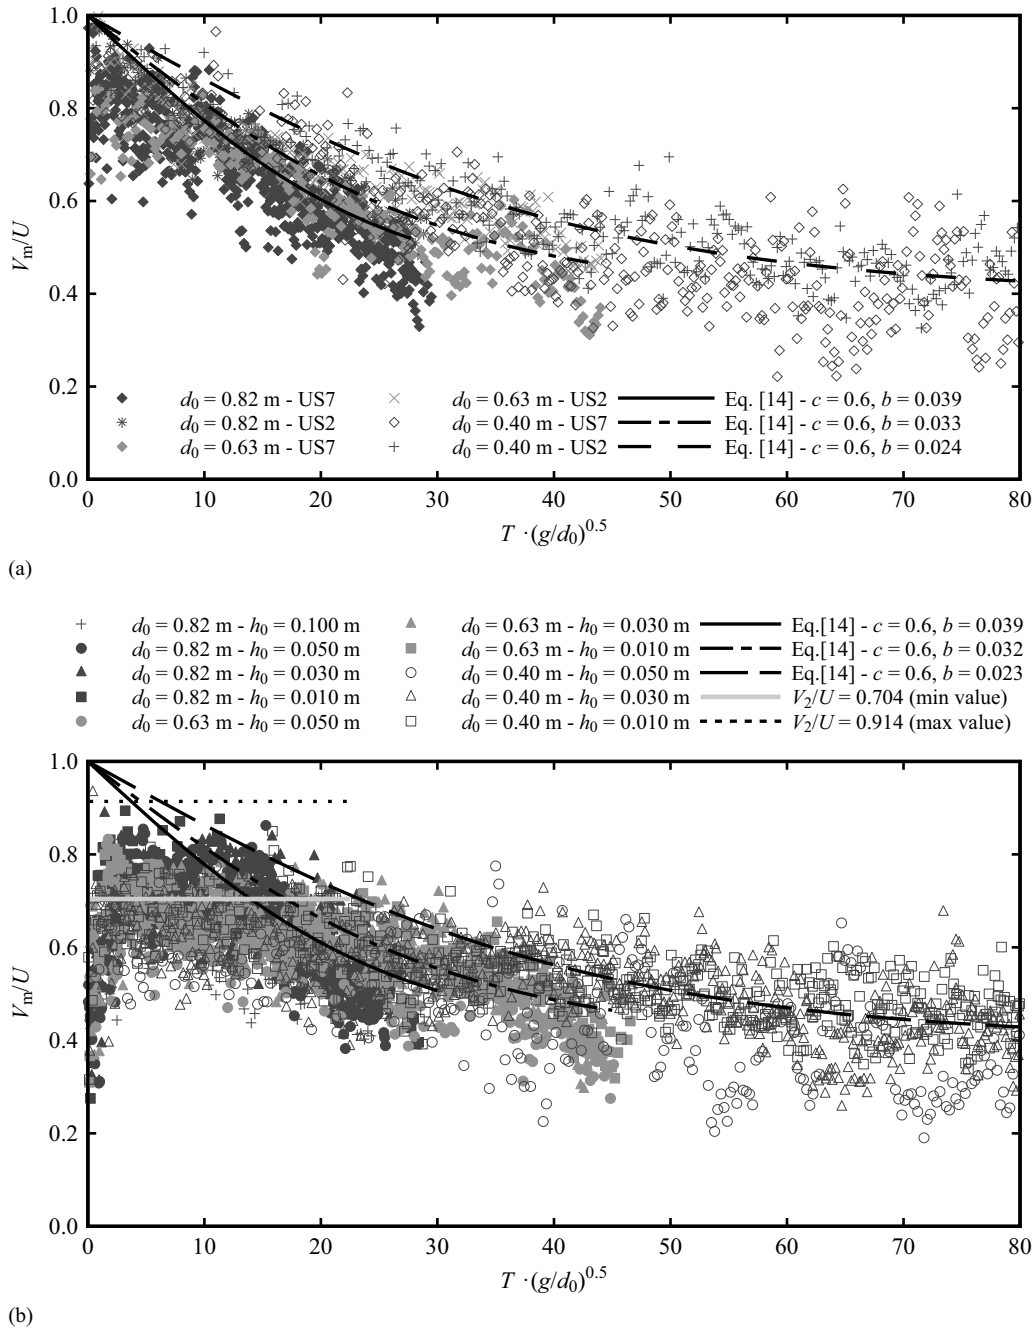 1.0
0.8
0.6
0.4
0.2
0.0
Vm/U
d0 = 0.82 m - US7
d0 = 0.82 m - US2
d0 = 0.63 m - US7
d0 = 0.63 m - US2
d0 = 0.40 m - US7
d0 = 0.40 m - US2
Eq. [14] - c = 0.6, b = 0.039
Eq. [14] - c = 0.6, b = 0.033
Eq. [14] - c = 0.6, b = 0.024
0 10 20 30 40 50 60 70 80
T ·(g/d0)^0.5
(a)
d0 = 0.82 m - h0 = 0.100 m
d0 = 0.82 m - h0 = 0.050 m
d0 = 0.82 m - h0 = 0.030 m
d0 = 0.82 m - h0 = 0.010 m
d0 = 0.63 m - h0 = 0.050 m
d0 = 0.63 m - h0 = 0.030 m
d0 = 0.63 m - h0 = 0.010 m
d0 = 0.40 m - h0 = 0.050 m
d0 = 0.40 m - h0 = 0.030 m
d0 = 0.40 m - h0 = 0.010 m
Eq.[14] - c = 0.6, b = 0.039
Eq.[14] - c = 0.6, b = 0.032
Eq.[14] - c = 0.6, b = 0.023
V2/U = 0.704 (min value)
V2/U = 0.914 (max value)
1.0
0.8
0.6
0.4
0.2
0.0
Vm/U
0 10 20 30 40 50 60 70 80
T ·(g/d0)^0.5
(b)